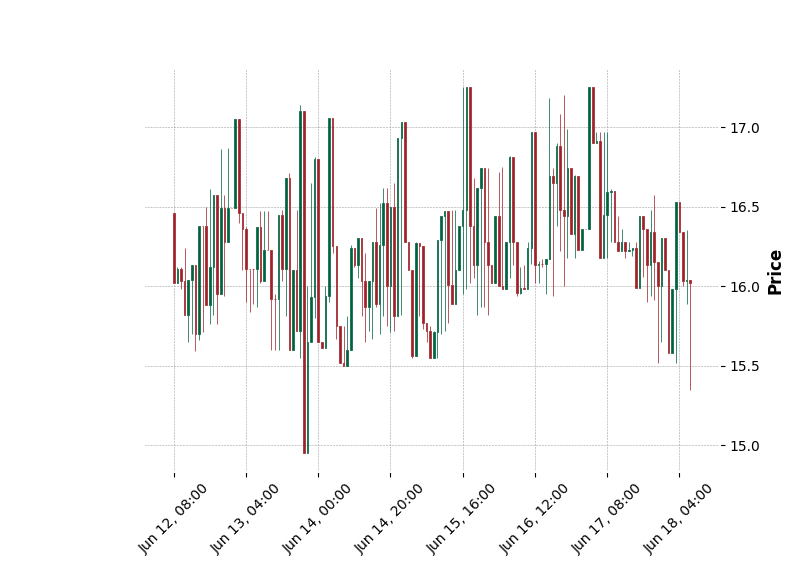 17.0
16.5
16.0
15.5
15.0
Price
Jun 12, 08:00
Jun 13, 04:00
Jun 14, 00:00
Jun 14, 20:00
Jun 15, 16:00
Jun 16, 12:00
Jun 17, 08:00
Jun 18, 04:00